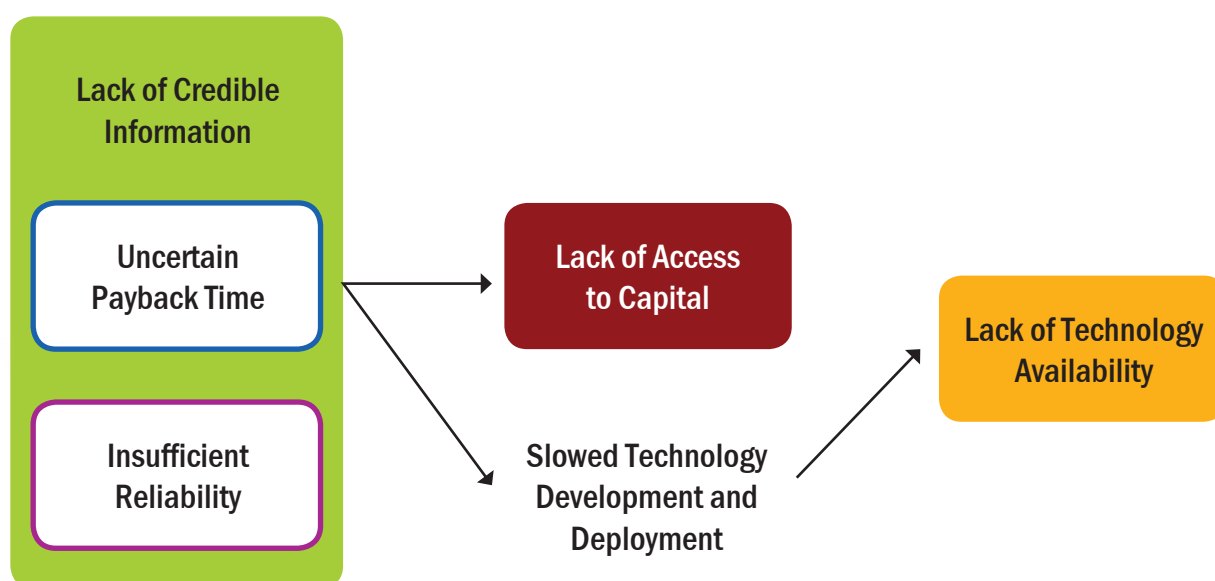 Lack of Credible
Information
Uncertain
Payback Time
Insufficient
Reliability
Lack of Access
to Capital
Slowed Technology
Development and
Deployment
Lack of Technology
Availability